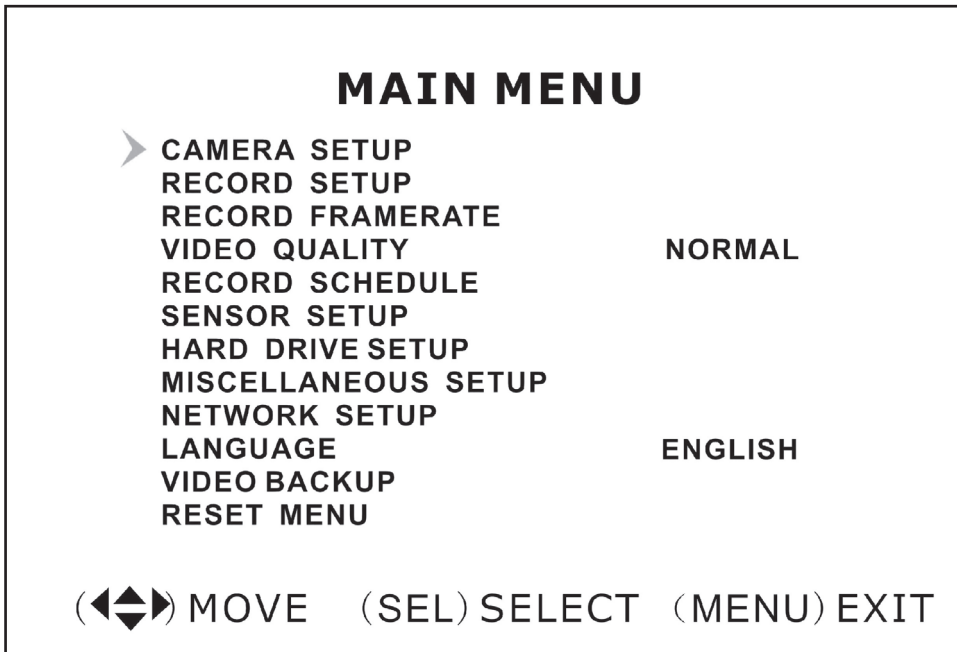 MAIN MENU
CAMERA SETUP
RECORD SETUP
RECORD FRAMERATE
VIDEO QUALITY NORMAL
RECORD SCHEDULE
SENSOR SETUP
HARD DRIVE SETUP
MISCELLANEOUS SETUP
NETWORK SETUP
LANGUAGE ENGLISH
VIDEO BACKUP
RESET MENU
(◀▲▼▶) MOVE (SEL) SELECT (MENU) EXIT